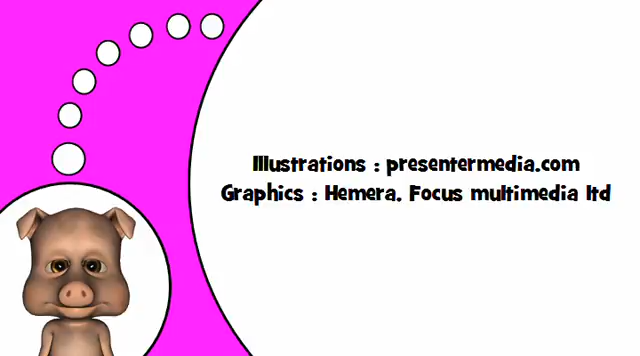 Illustrations : presentermedia.com
Graphics : Hemera. Focus multimedia ltd